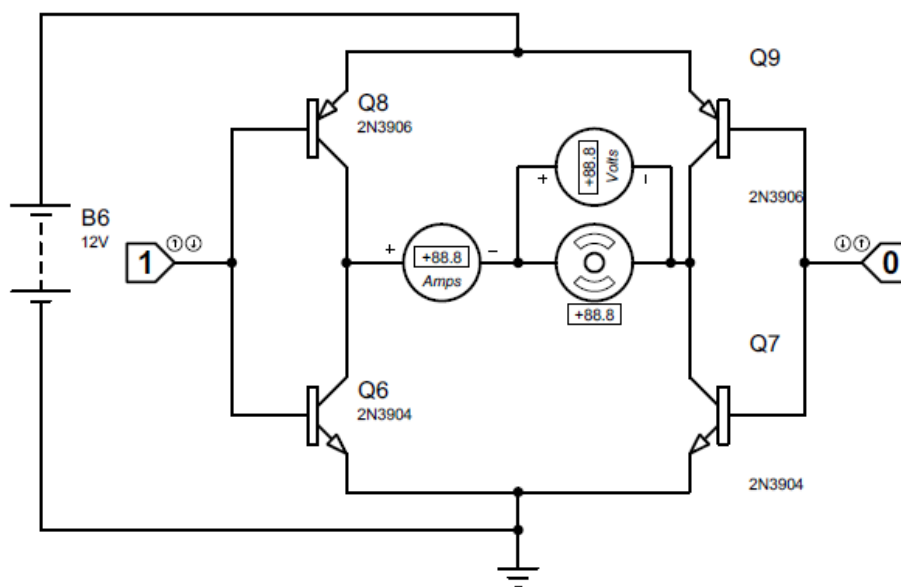 Q9
Q8
2N3906
+88.8
Volts
+
-
2N3906
B6
12V
1
+
+88.8
Amps
-
+88.8
0
Q7
Q6
2N3904
2N3904